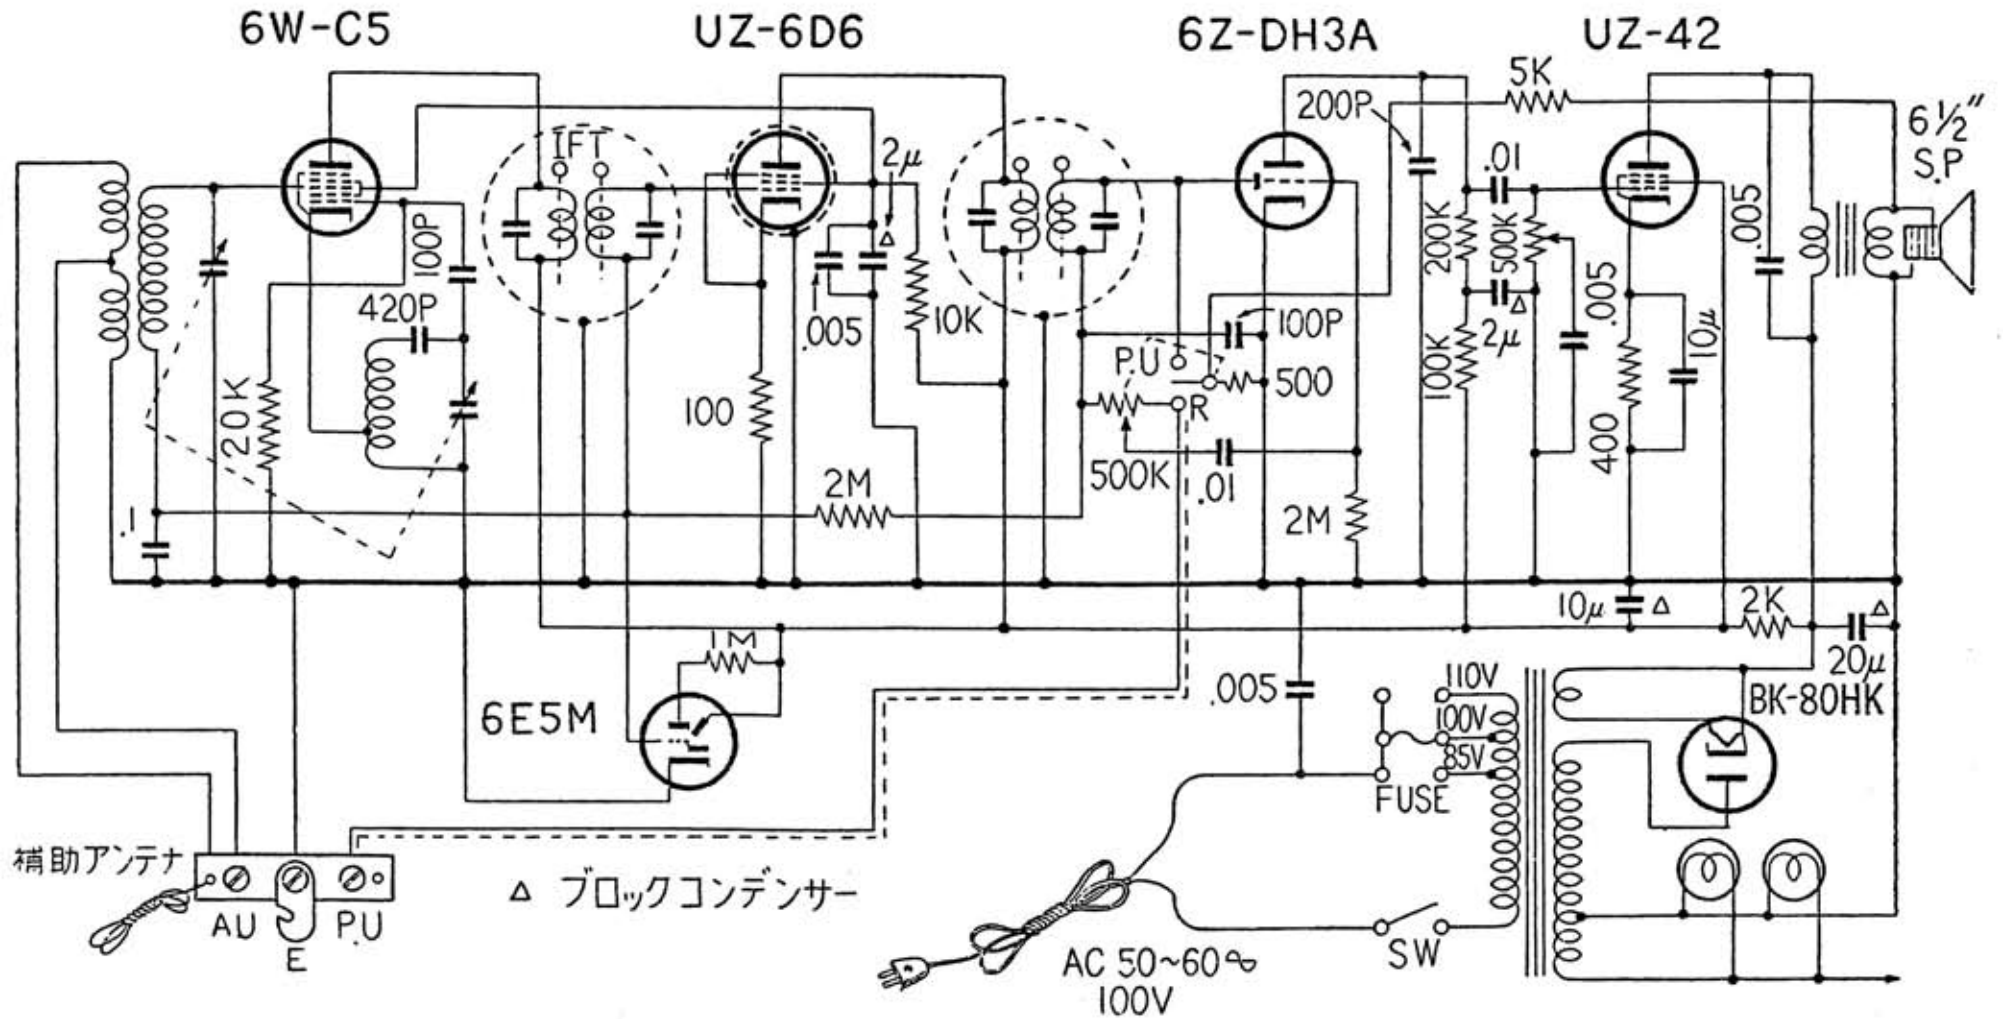 6W-C5
UZ-6D6
6Z-DH3A
UZ-42
5K
200P
6½″
S.P
IFT
2μ
.01
100P
200K
500K
.005
.005
420P
.005
10K
100P
2μ
10μ
P.U
500
100K
20K
100
R
400
500K
.01
2M
2M
.1
10μ
△
2K
△
20μ
1M
6E5M
.005
110V
100V
85V
BK-80HK
FUSE
補助アンテナ
△ ブロックコンデンサー
AU
E
P.U
SW
AC 50~60
100V